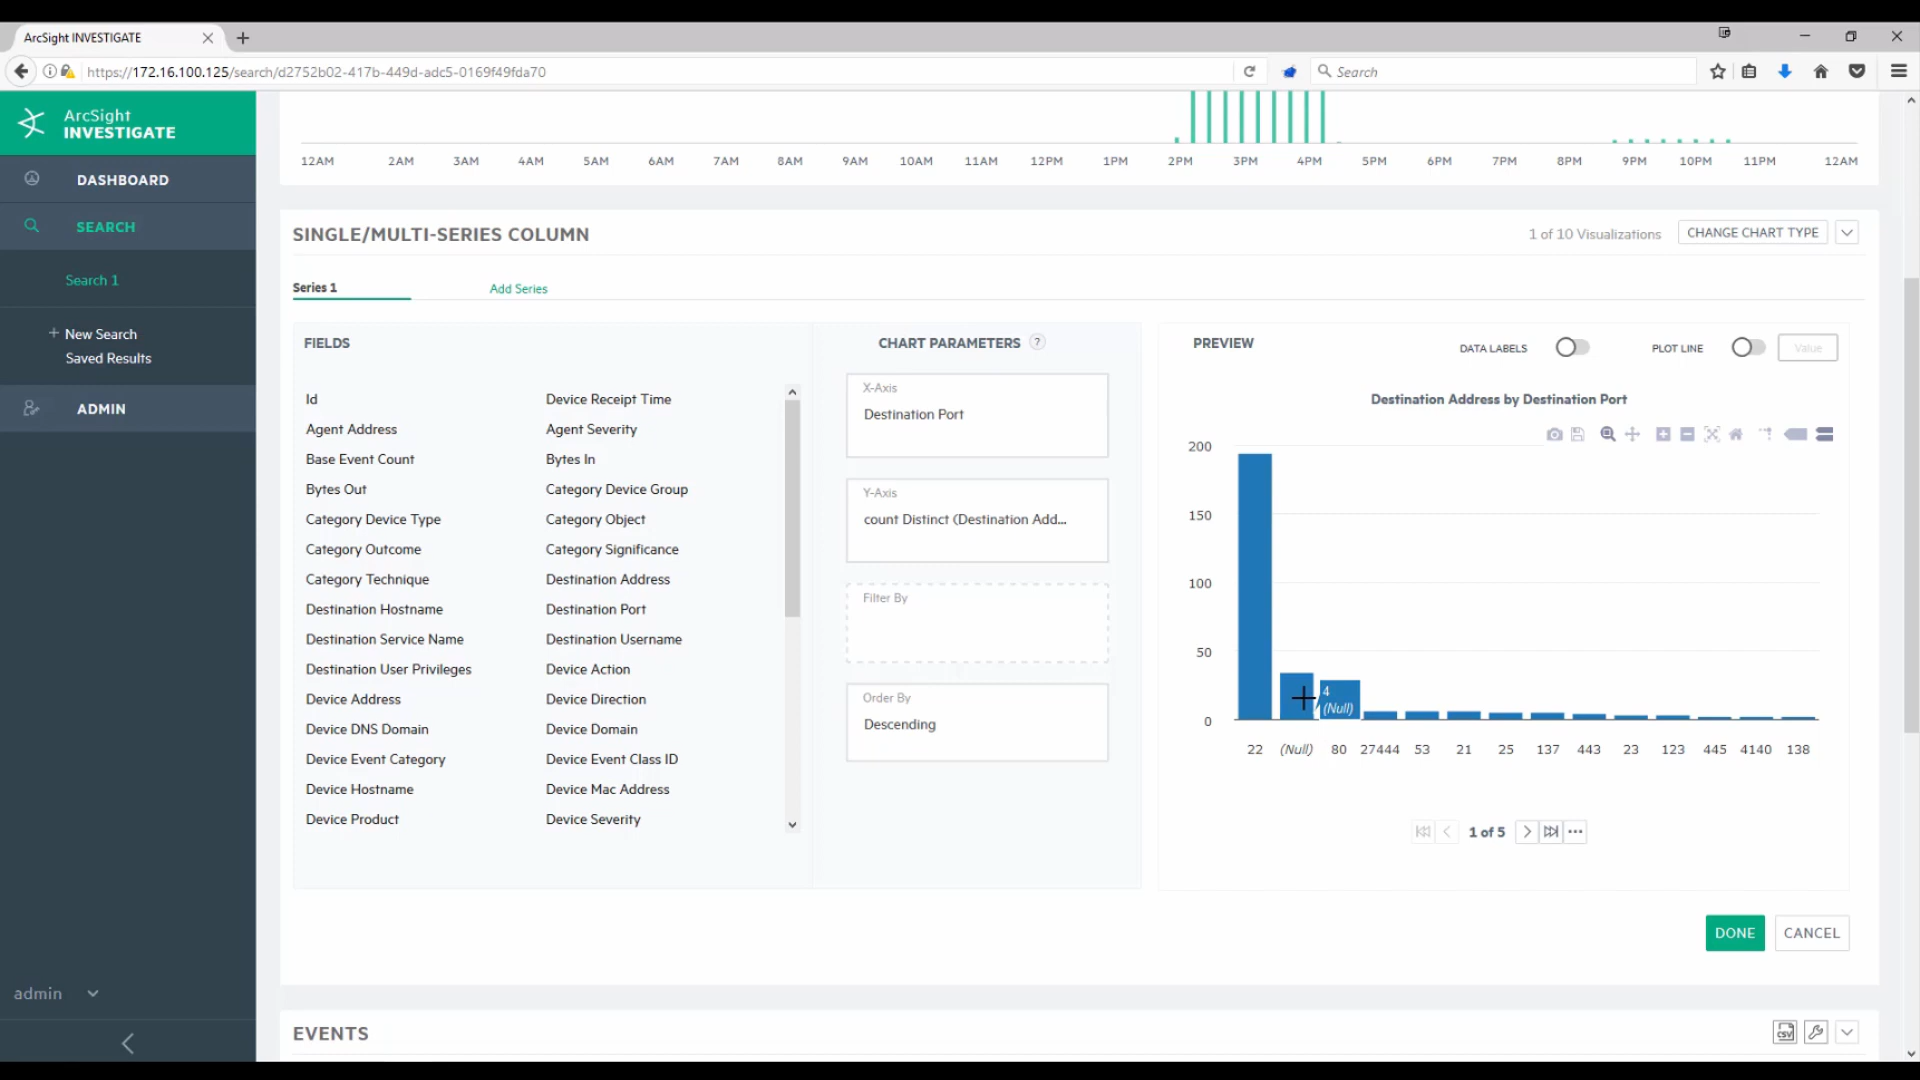 ArcSight INVESTIGATE
https://172.16.100.125/search/d2752b02-417b-449d-adc5-0169f49fda70
Search
ArcSight
INVESTIGATE
DASHBOARD
SEARCH
Search 1
+ New Search
Saved Results
ADMIN
admin
12AM 2AM 3AM 4AM 5AM 6AM 7AM 8AM 9AM 10AM 11AM 12PM 1PM 2PM 3PM 4PM 5PM 6PM 7PM 8PM 9PM 10PM 11PM 12AM
SINGLE/MULTI-SERIES COLUMN
1 of 10 Visualizations
CHANGE CHART TYPE
Series 1
Add Series
FIELDS
Id Device Receipt Time
Agent Address Agent Severity
Base Event Count Bytes In
Bytes Out Category Device Group
Category Device Type Category Object
Category Outcome Category Significance
Category Technique Destination Address
Destination Hostname Destination Port
Destination Service Name Destination Username
Destination User Privileges Device Action
Device Address Device Direction
Device DNS Domain Device Domain
Device Event Category Device Event Class ID
Device Hostname Device Mac Address
Device Product Device Severity
CHART PARAMETERS ?
X-Axis
Destination Port
Y-Axis
count Distinct (Destination Add...
Filter By
Order By
Descending
PREVIEW
DATA LABELS
PLOT LINE
Value
Destination Address by Destination Port
200
150
100
50
0
4
(Null)
22 (Null) 80 27444 53 21 25 137 443 23 123 445 4140 138
1 of 5
DONE
CANCEL
EVENTS
CSV